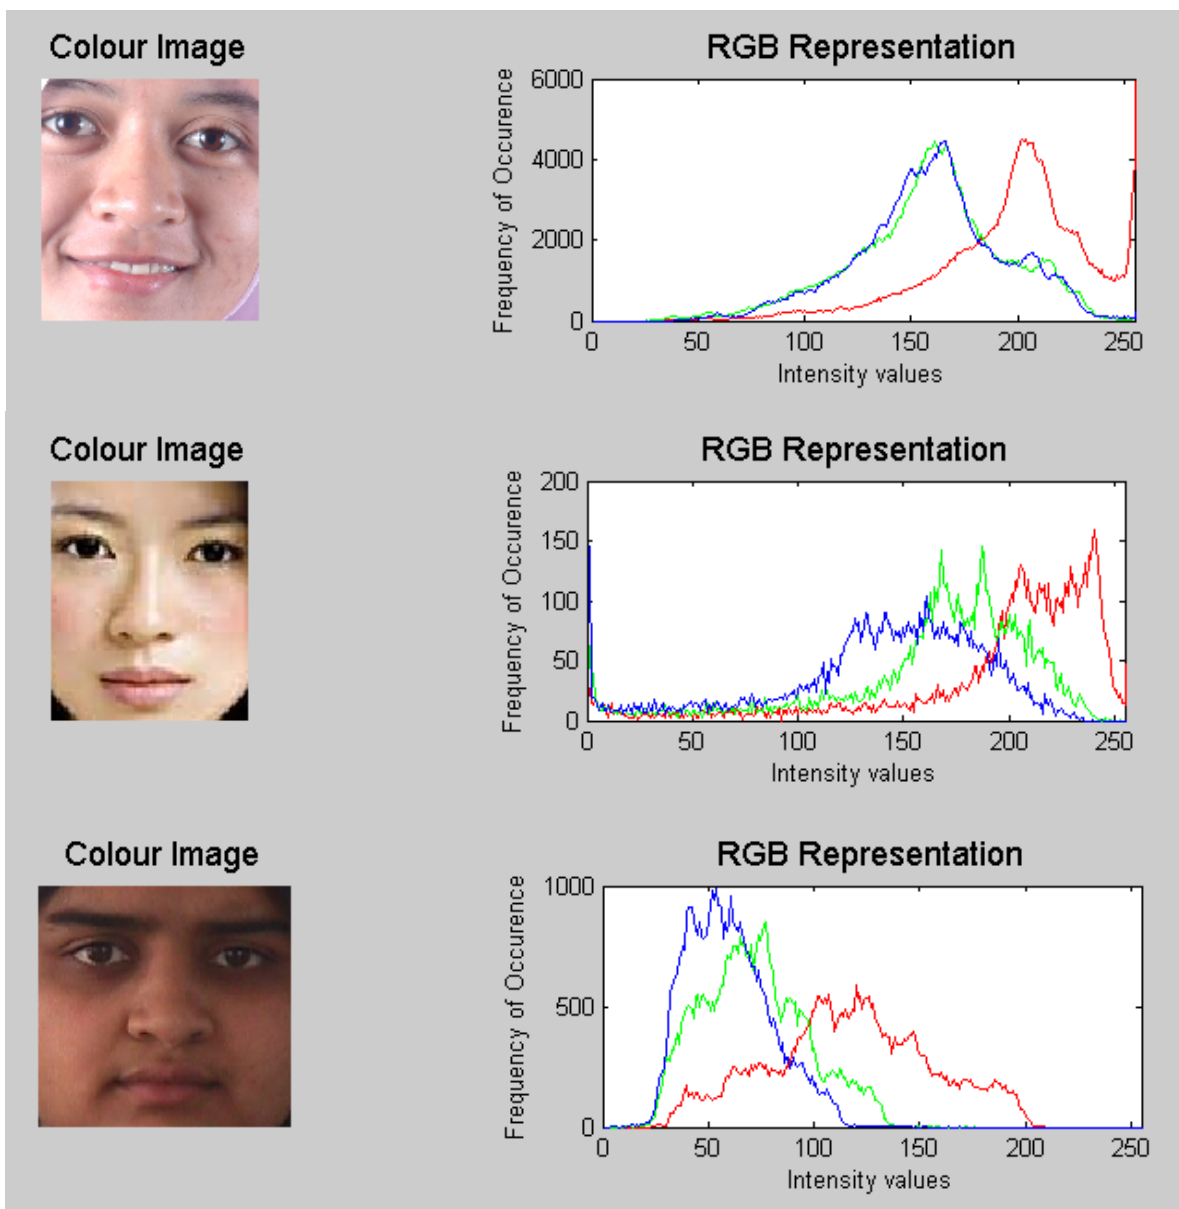 Colour Image
RGB Representation
Frequency of Occurence
6000
4000
2000
0
0 50 100 150 200 250
Intensity values
Colour Image
RGB Representation
Frequency of Occurence
200
150
100
50
0
0 50 100 150 200 250
Intensity values
Colour Image
RGB Representation
Frequency of Occurence
1000
500
0
0 50 100 150 200 250
Intensity values